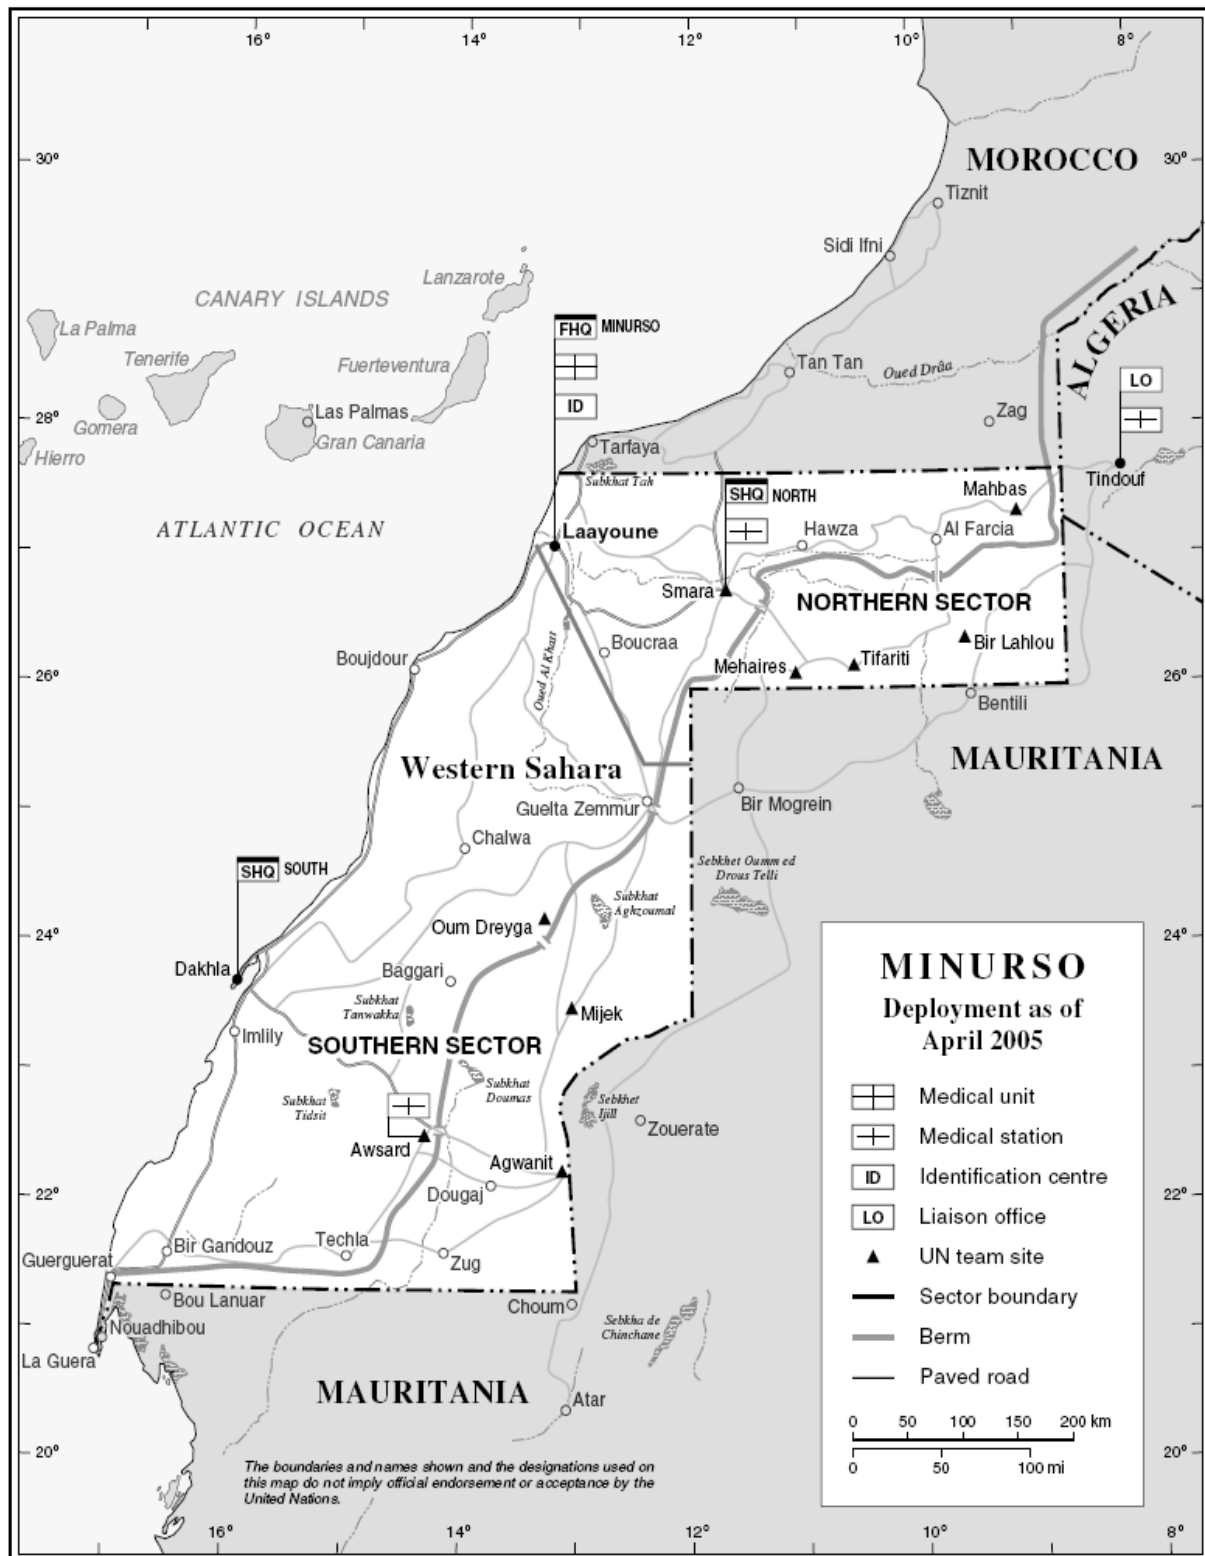 16°
14°
12°
10°
8°
30°
MOROCCO
30°
Tiznit
Sidi Ifni
Lanzarote
CANARY ISLANDS
La Palma
Tenerife
Fuerteventura
FHQ MINURSO
ID
ALGERIA
Tan Tan
Oued Drâa
LO
Las Palmas
Zag
28°
Gomera
Gran Canaria
Hierro
Tarfaya
Subkhat Tah
Tindouf
SHQ NORTH
Mahbas
ATLANTIC OCEAN
Laayoune
Hawza
Al Farcia
Smara
NORTHERN SECTOR
Boucraa
Bir Lahlou
Boujdour
Oued Al Khatt
Mehaires
Tifariti
26°
26°
Bentili
Western Sahara
MAURITANIA
Guelta Zemmur
Bir Mogrein
Chalwa
SHQ SOUTH
Sebkhet Oummed
Drous Telli
Subkhat
Aghzoumal
Oum Dreyga
24°
24°
Dakhla
Baggari
Subkhat
Tanwakka
Mijek
Imlily
SOUTHERN SECTOR
Subkhat
Doumas
Subkhat
Tidsit
Sebkhet
Ijill
Zouerate
Awsard
Agwanit
22°
Dougaj
22°
Techla
Bir Gandouz
Zug
Guerguerat
Bou Lanuar
Choum
Nouadhibou
Sebkha de
Chinchane
La Guera
MAURITANIA
Atar
20°
20°
The boundaries and names shown and the designations used on
this map do not imply official endorsement or acceptance by the
United Nations.
MINURSO
Deployment as of
April 2005
Medical unit
Medical station
ID Identification centre
LO Liaison office
UN team site
Sector boundary
Berm
Paved road
0 50 100 150 200 km
0 50 100 mi
16°
14°
12°
10°
8°